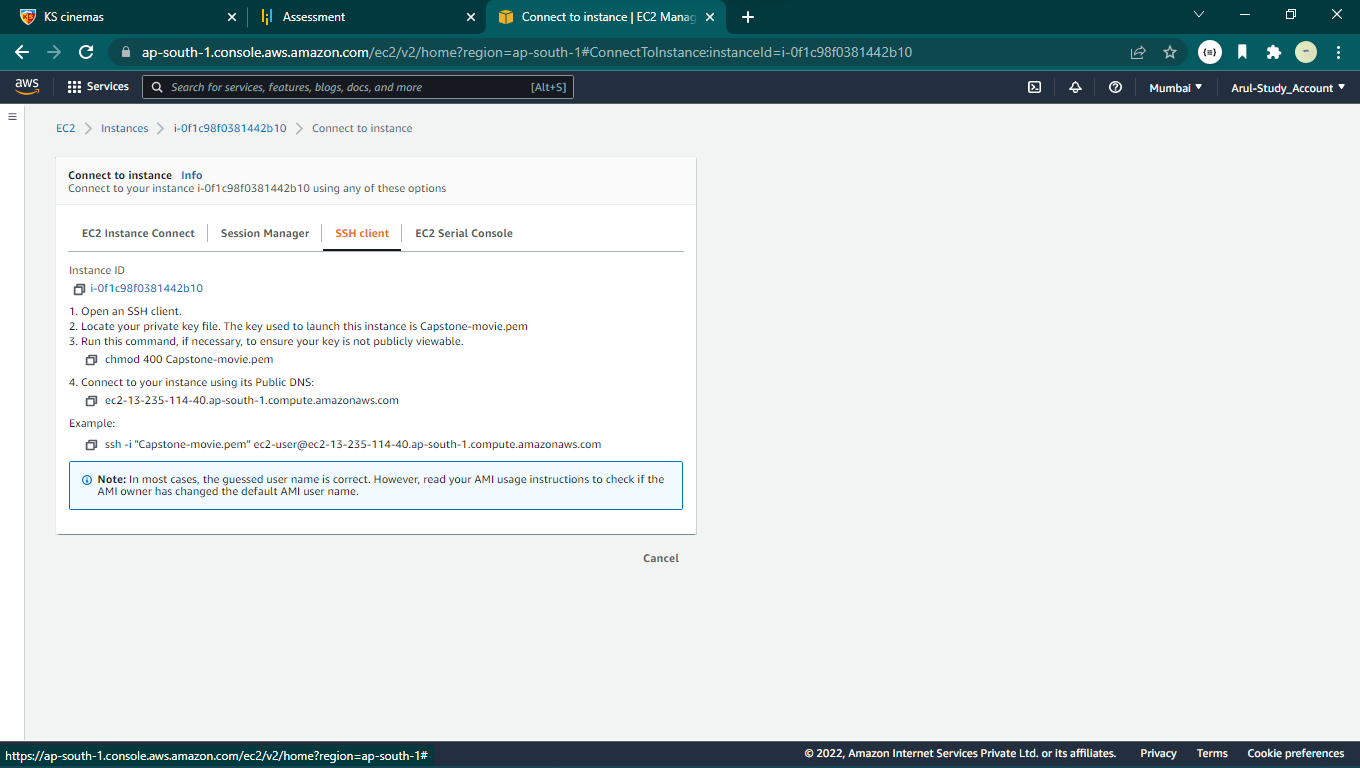 KS cinemas
Assessment
Connect to instance | EC2 Manag
ap-south-1.console.aws.amazon.com/ec2/v2/home?region=ap-south-1#ConnectToInstance:instanceId=i-0f1c98f0381442b10
aws
Services
Search for services, features, blogs, docs, and more
[Alt+S]
Mumbai
Arul-Study_Account
EC2
Instances
i-0f1c98f0381442b10
Connect to instance
Connect to instance Info
Connect to your instance i-0f1c98f0381442b10 using any of these options
EC2 Instance Connect
Session Manager
SSH client
EC2 Serial Console
Instance ID
i-0f1c98f0381442b10
1. Open an SSH client.
2. Locate your private key file. The key used to launch this instance is Capstone-movie.pem
3. Run this command, if necessary, to ensure your key is not publicly viewable.
chmod 400 Capstone-movie.pem
4. Connect to your instance using its Public DNS:
ec2-13-235-114-40.ap-south-1.compute.amazonaws.com
Example:
ssh -i "Capstone-movie.pem" ec2-user@ec2-13-235-114-40.ap-south-1.compute.amazonaws.com
Note: In most cases, the guessed user name is correct. However, read your AMI usage instructions to check if the
AMI owner has changed the default AMI user name.
Cancel
https://ap-south-1.console.aws.amazon.com/ec2/v2/home?region=ap-south-1#
© 2022, Amazon Internet Services Private Ltd. or its affiliates.
Privacy
Terms
Cookie preferences